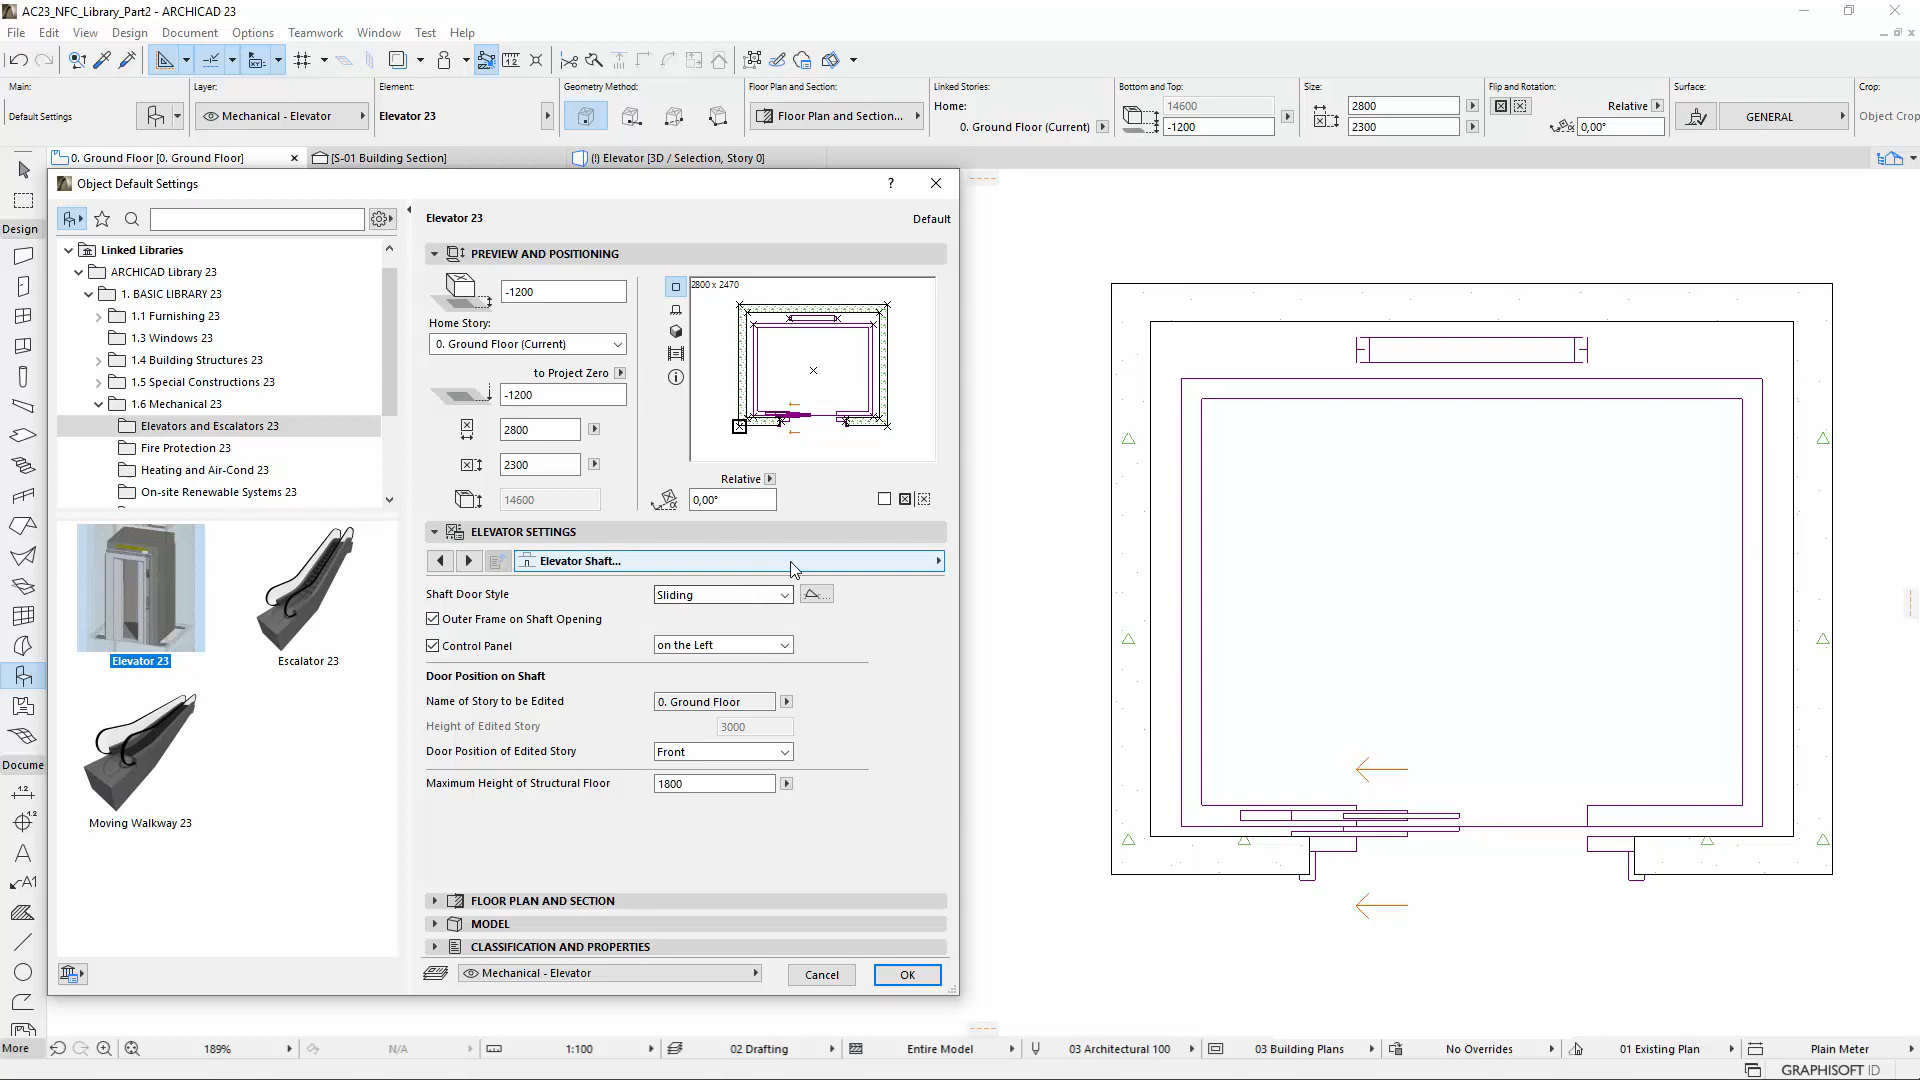 AC23_NFC_Library_Part2 - ARCHICAD 23
File Edit View Design Document Options Teamwork Window Test Help
Main: Layer: Element: Geometry Method: Floor Plan and Section: Linked Stories: Bottom and Top: Size: Flip and Rotation: Surface: Crop:
Default Settings Mechanical - Elevator Elevator 23 Floor Plan and Section... Home: 14600 2800 Relative GENERAL Object Crop
0. Ground Floor (Current) -1200 2300 0,00°
0. Ground Floor [0. Ground Floor] [S-01 Building Section] (!) Elevator [3D / Selection, Story 0]
Object Default Settings ?
Design
Docume
More
Linked Libraries
ARCHICAD Library 23
1. BASIC LIBRARY 23
1.1 Furnishing 23
1.3 Windows 23
1.4 Building Structures 23
1.5 Special Constructions 23
1.6 Mechanical 23
Elevators and Escalators 23
Fire Protection 23
Heating and Air-Cond 23
On-site Renewable Systems 23
Elevator 23
Escalator 23
Moving Walkway 23
Elevator 23 Default
PREVIEW AND POSITIONING
-1200
2800 x 2470
Home Story:
0. Ground Floor (Current)
to Project Zero
-1200
2800
2300
Relative
14600 0,00°
ELEVATOR SETTINGS
Elevator Shaft...
Shaft Door Style Sliding
Outer Frame on Shaft Opening
Control Panel on the Left
Door Position on Shaft
Name of Story to be Edited 0. Ground Floor
Height of Edited Story 3000
Door Position of Edited Story Front
Maximum Height of Structural Floor 1800
FLOOR PLAN AND SECTION
MODEL
CLASSIFICATION AND PROPERTIES
Mechanical - Elevator Cancel OK
189% N/A 1:100 02 Drafting Entire Model 03 Architectural 100 03 Building Plans No Overrides 01 Existing Plan Plain Meter
GRAPHISOFT ID